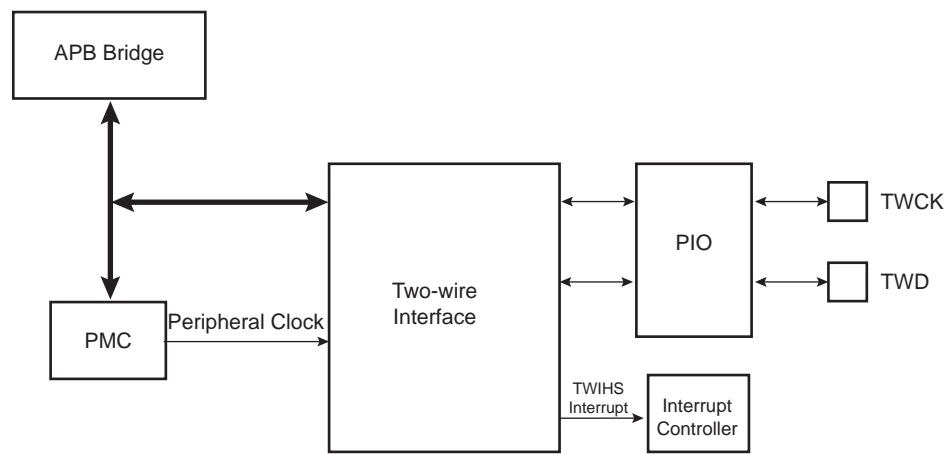 APB Bridge
TWCK
PIO
TWD
Two-wire
Interface
Peripheral Clock
PMC
TWIHS
Interrupt
Interrupt
Controller